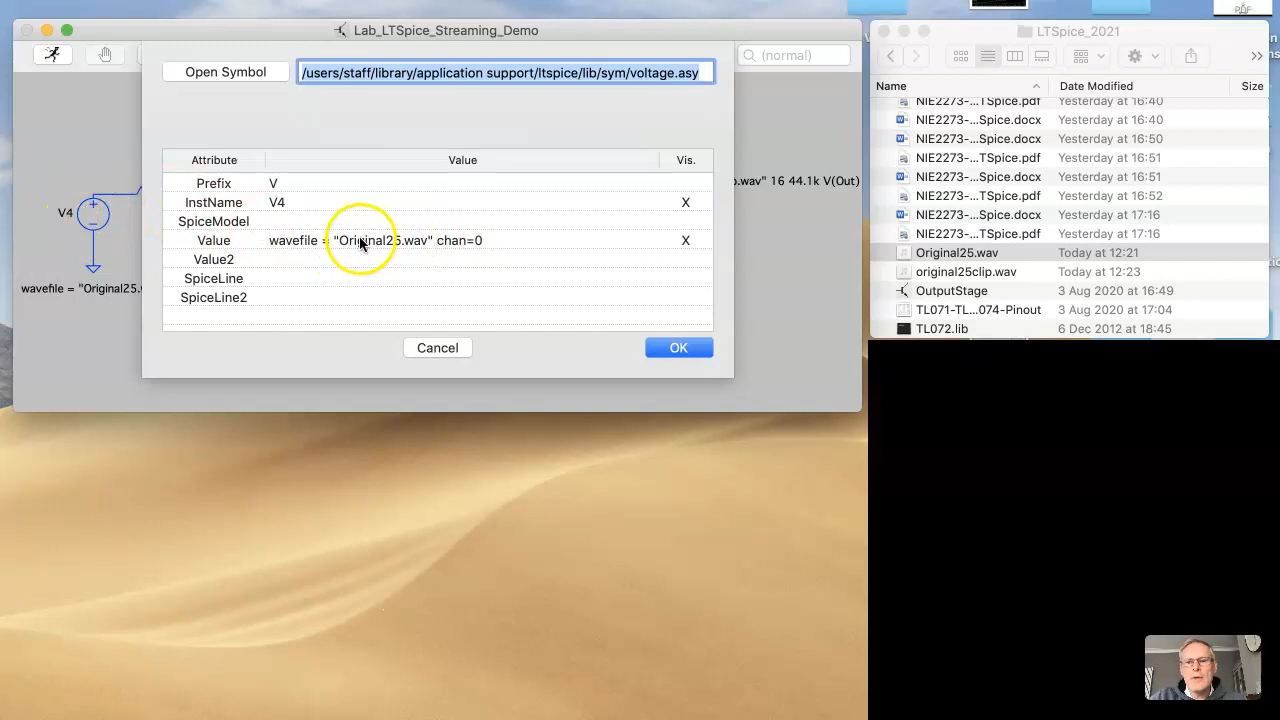 Lab_LTSpice_Streaming_Demo
(normal)
Open Symbol
/users/staff/library/application support/ltspice/lib/sym/voltage.asy
Attribute Value Vis.
Prefix V
InstName V4 X
SpiceModel
Value wavefile = "Original25.wav" chan=0 X
Value2
SpiceLine
SpiceLine2
Cancel
OK
V4
wavefile = "Original25.w
.wav" 16 44.1k V(Out)
LTSpice_2021
Name Date Modified Size
NIE2273-...TSpice.pdf Yesterday at 16:40
NIE2273-...Spice.docx Yesterday at 16:40
NIE2273-...Spice.docx Yesterday at 16:50
NIE2273-...TSpice.pdf Yesterday at 16:51
NIE2273-...Spice.docx Yesterday at 16:51
NIE2273-...TSpice.pdf Yesterday at 16:52
NIE2273-...Spice.docx Yesterday at 17:16
NIE2273-...TSpice.pdf Yesterday at 17:16
Original25.wav Today at 12:21
original25clip.wav Today at 12:23
OutputStage 3 Aug 2020 at 16:49
TL071-TL...074-Pinout 3 Aug 2020 at 17:04
TL072.lib 6 Dec 2012 at 18:45